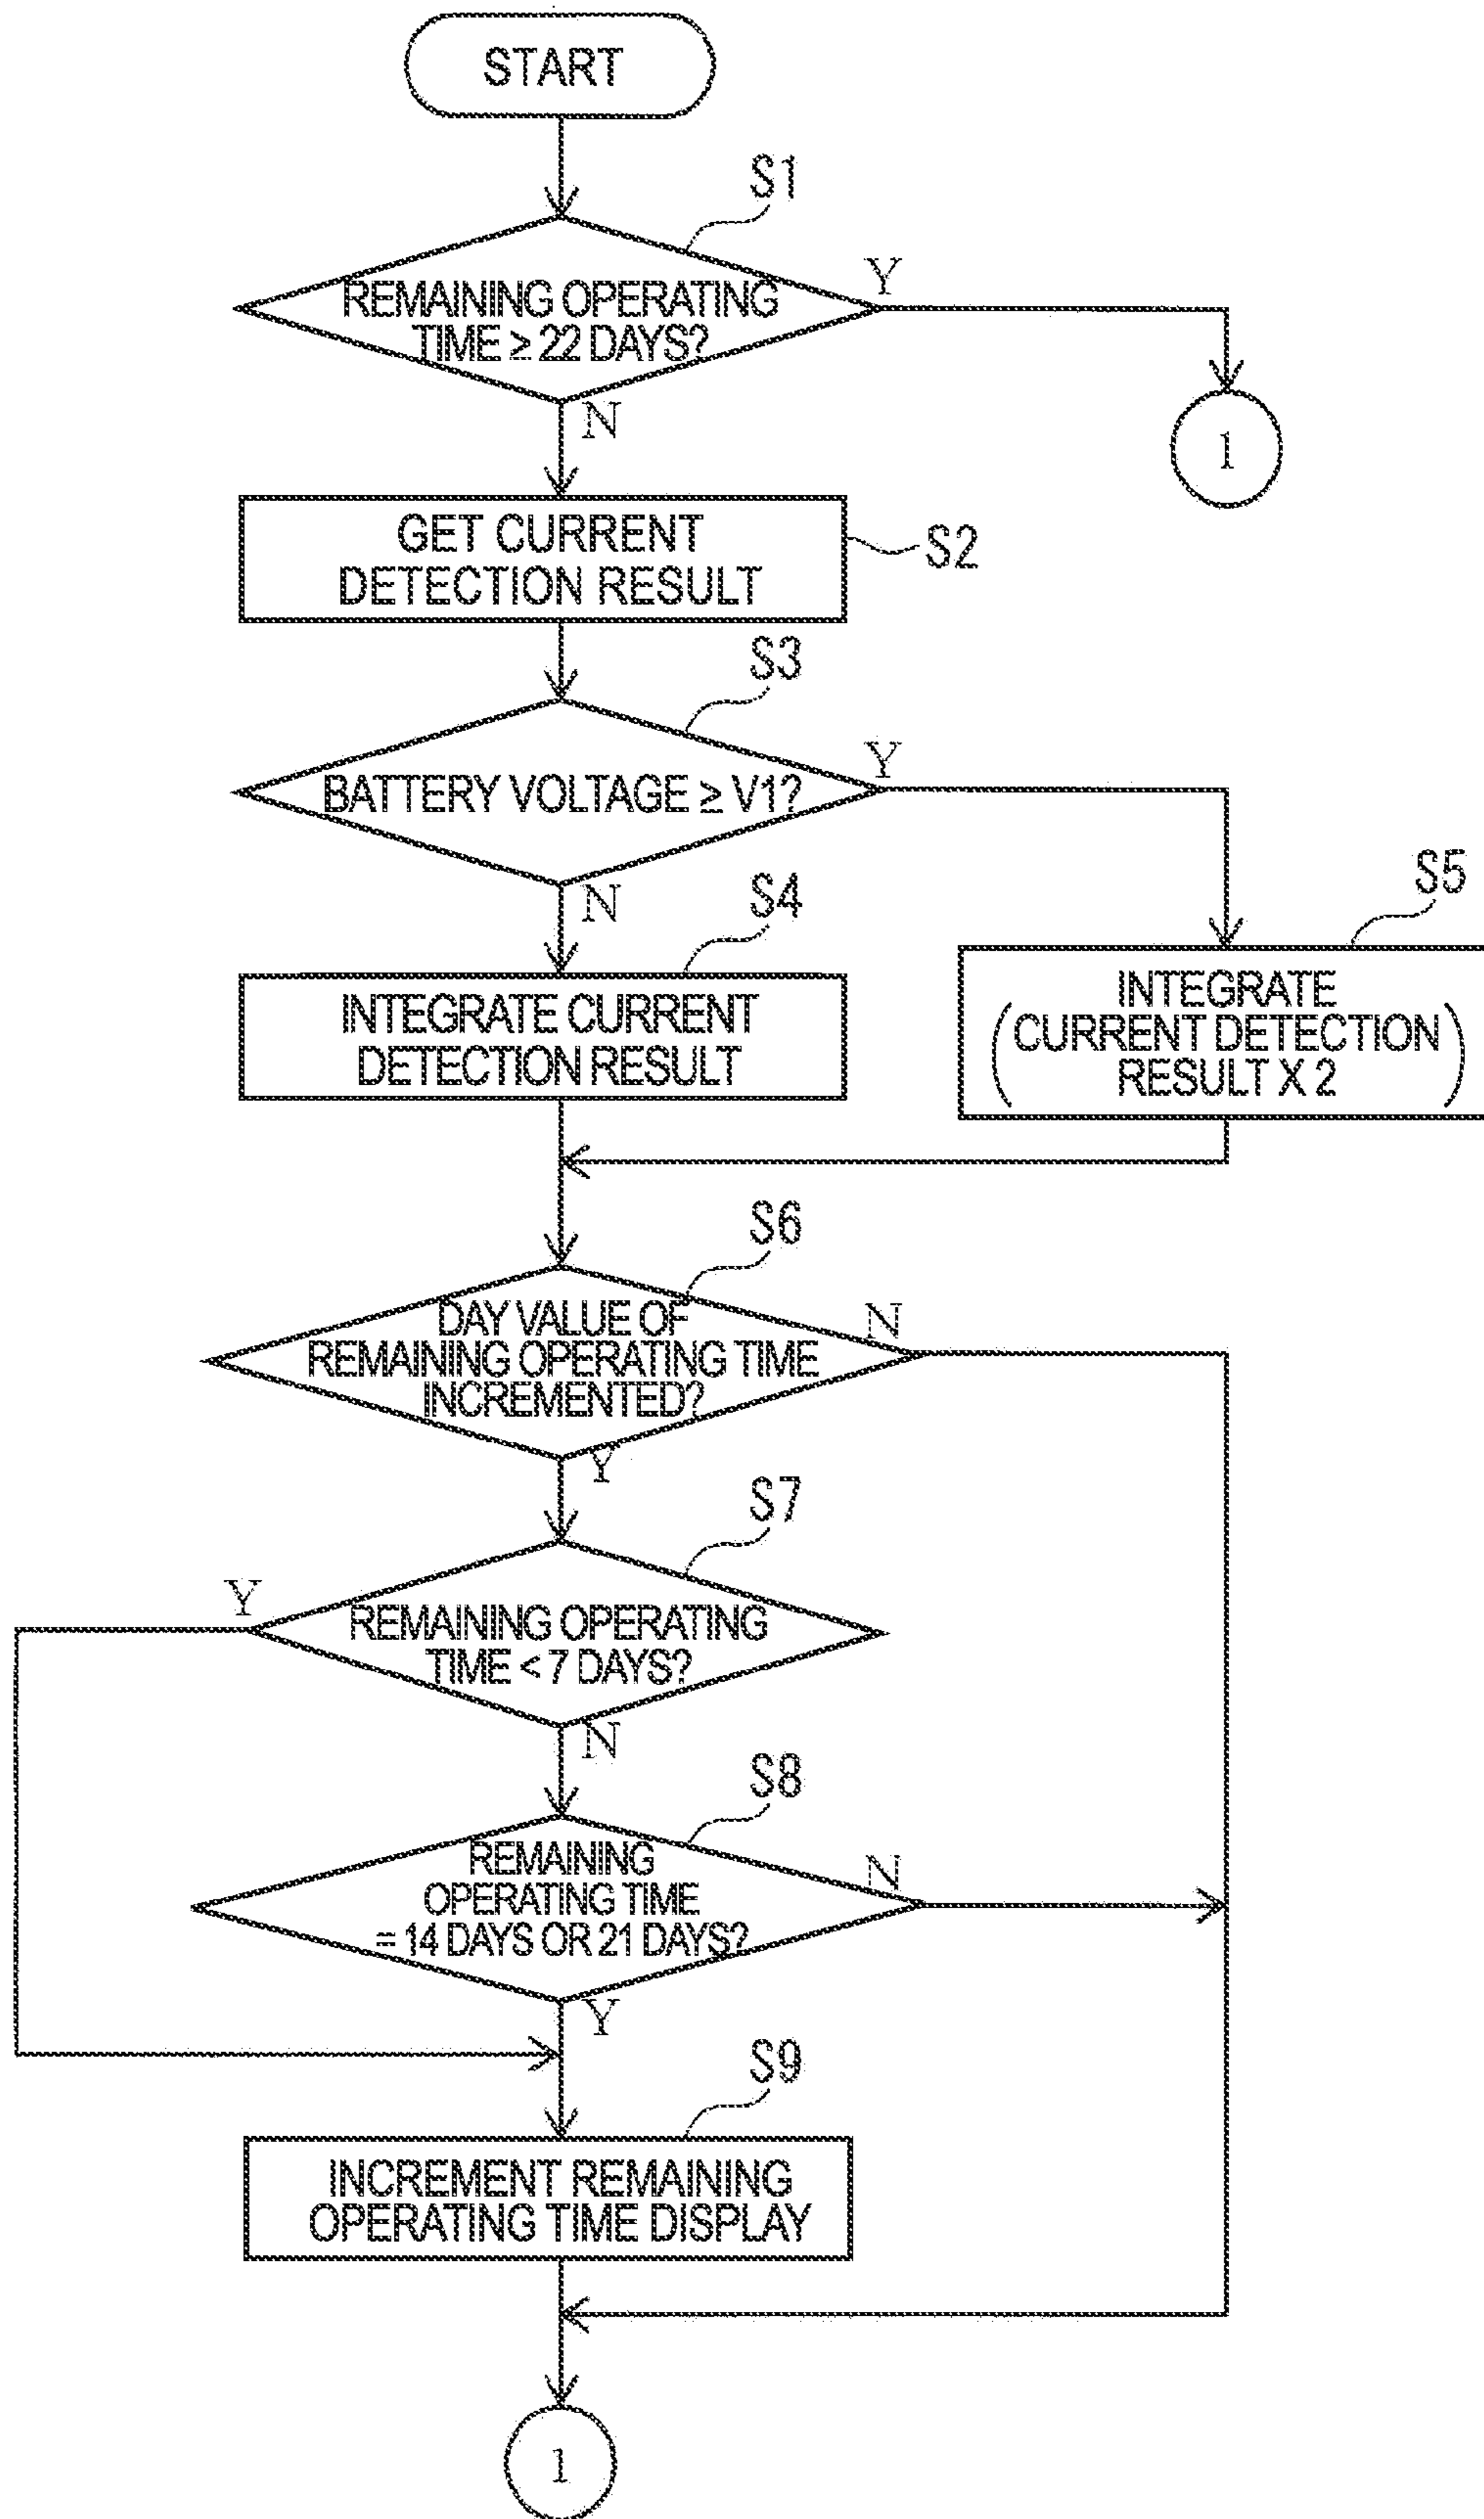 START
S1
REMAINING OPERATING
TIME ≥ 22 DAYS?
Y
N
1
GET CURRENT
DETECTION RESULT
S2
S3
BATTERY VOLTAGE ≥ V1?
Y
N
S4
INTEGRATE CURRENT
DETECTION RESULT
S5
INTEGRATE
(CURRENT DETECTION)
RESULT X 2
S6
DAY VALUE OF
REMAINING OPERATING TIME
INCREMENTED?
N
Y
S7
Y
REMAINING OPERATING
TIME < 7 DAYS?
N
S8
REMAINING
OPERATING TIME
= 14 DAYS OR 21 DAYS?
N
Y
S9
INCREMENT REMAINING
OPERATING TIME DISPLAY
1